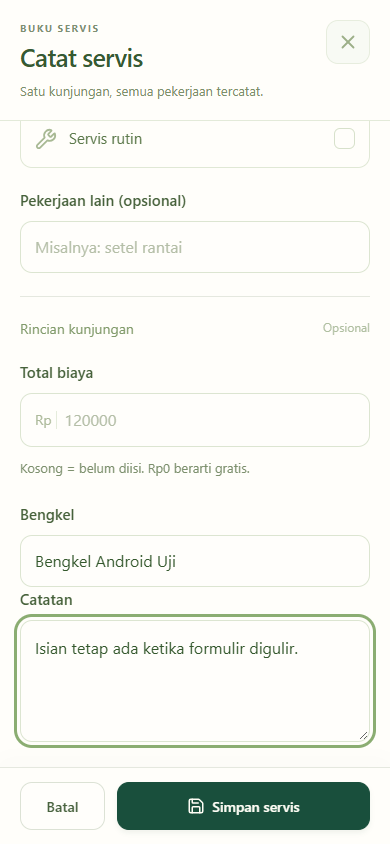 BUKU SERVIS
Catat servis
Satu kunjungan, semua pekerjaan tercatat.
Servis rutin
Pekerjaan lain (opsional)
Misalnya: setel rantai
Rincian kunjungan
Opsional
Total biaya
Rp 120000
Kosong = belum diisi. Rp0 berarti gratis.
Bengkel
Bengkel Android Uji
Catatan
Isian tetap ada ketika formulir digulir.
Batal
Simpan servis